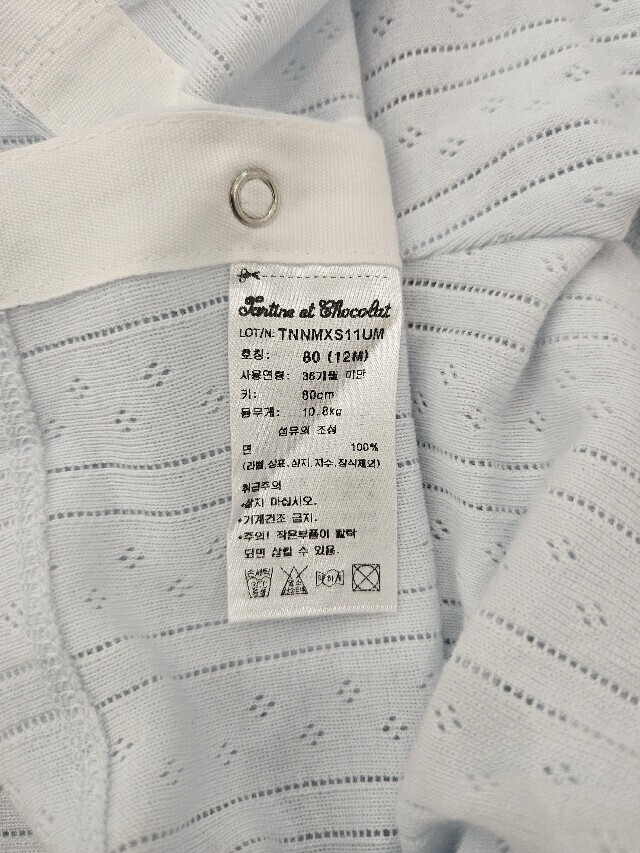 Tartine et Chocolat
LOT/N: TNNMXS11UM
호칭: 80 (12M)
사용연령: 36개월 미만
키: 80cm
몸무게: 10.8kg
섬유의 조성
면 100%
(라벨,상표,심지,자수,장식제외)
취급주의
•삶지 마십시오.
•기계건조 금지.
•주의! 작은부품이 탈락
되면 삼킬 수 있음.